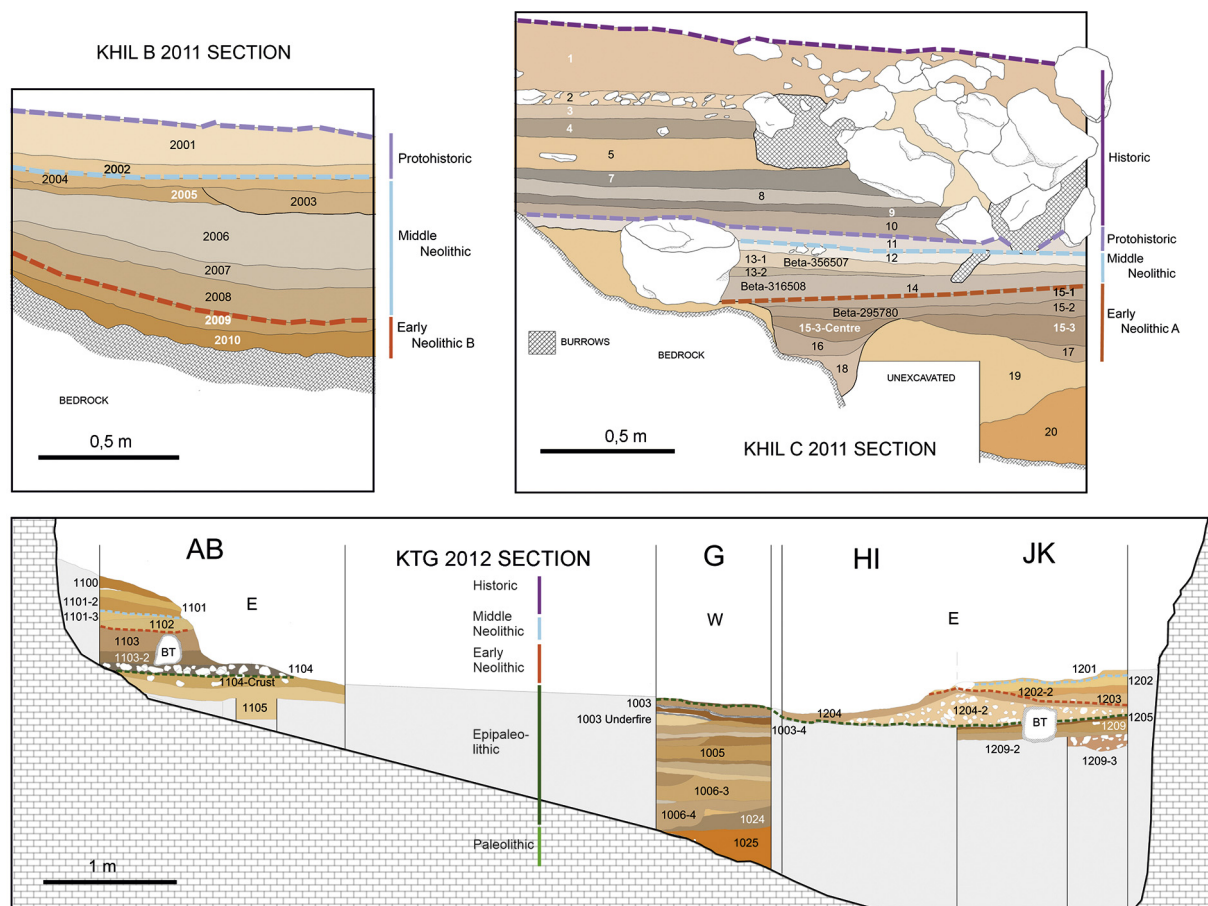 KHIL B 2011 SECTION
2001
2002
2004
2005
2003
2006
2007
2008
2009
2010
BEDROCK
0,5 m
Protohistoric
Middle
Neolithic
Early
Neolithic B
1
2
3
4
5
7
8
9
10
11
12
13-1
Beta-356507
13-2
Beta-316508
14
15-1
15-2
Beta-295780
15-3-Centre
15-3
16
17
18
19
20
BURROWS
BEDROCK
UNEXCAVATED
0,5 m
KHIL C 2011 SECTION
Historic
Protohistoric
Middle
Neolithic
Early
Neolithic A
AB
KTG 2012 SECTION
G
HI
JK
E
W
E
1100
1101-2
1101-3
1101
1102
1103
1103-2
BT
1104
1104-Crust
1105
Historic
Middle
Neolithic
Early
Neolithic
Epipaleo-
lithic
Paleolithic
1003
1003 Underfire
1003-4
1005
1006-3
1006-4
1024
1025
1204
1201
1202
1202-2
1203
1204-2
BT
1205
1209
1209-2
1209-3
1 m